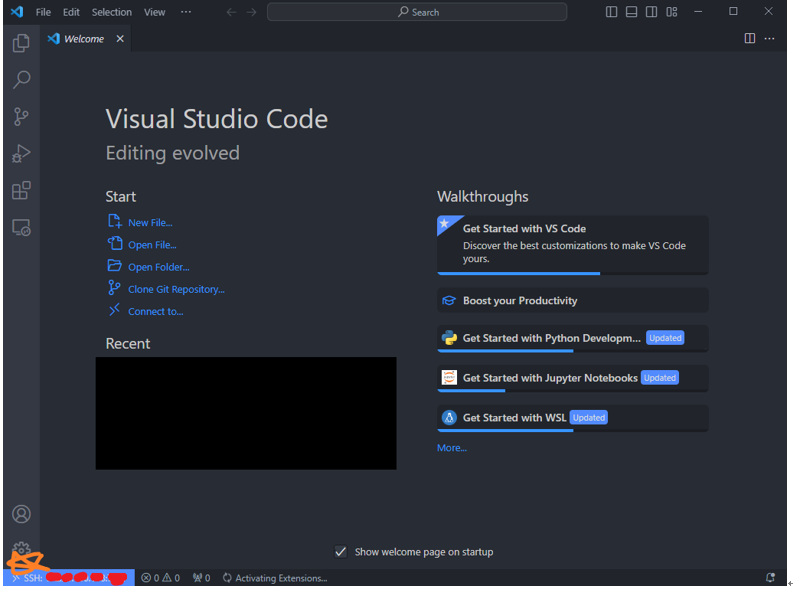 File Edit Selection View ··· Search
Welcome
Visual Studio Code
Editing evolved
Start
New File...
Open File...
Open Folder...
Clone Git Repository...
Connect to...
Recent
Walkthroughs
Get Started with VS Code
Discover the best customizations to make VS Code
yours.
Boost your Productivity
Get Started with Python Developm... Updated
Get Started with Jupyter Notebooks Updated
Get Started with WSL Updated
More...
Show welcome page on startup
SSH: 0 0 0 Activating Extensions...